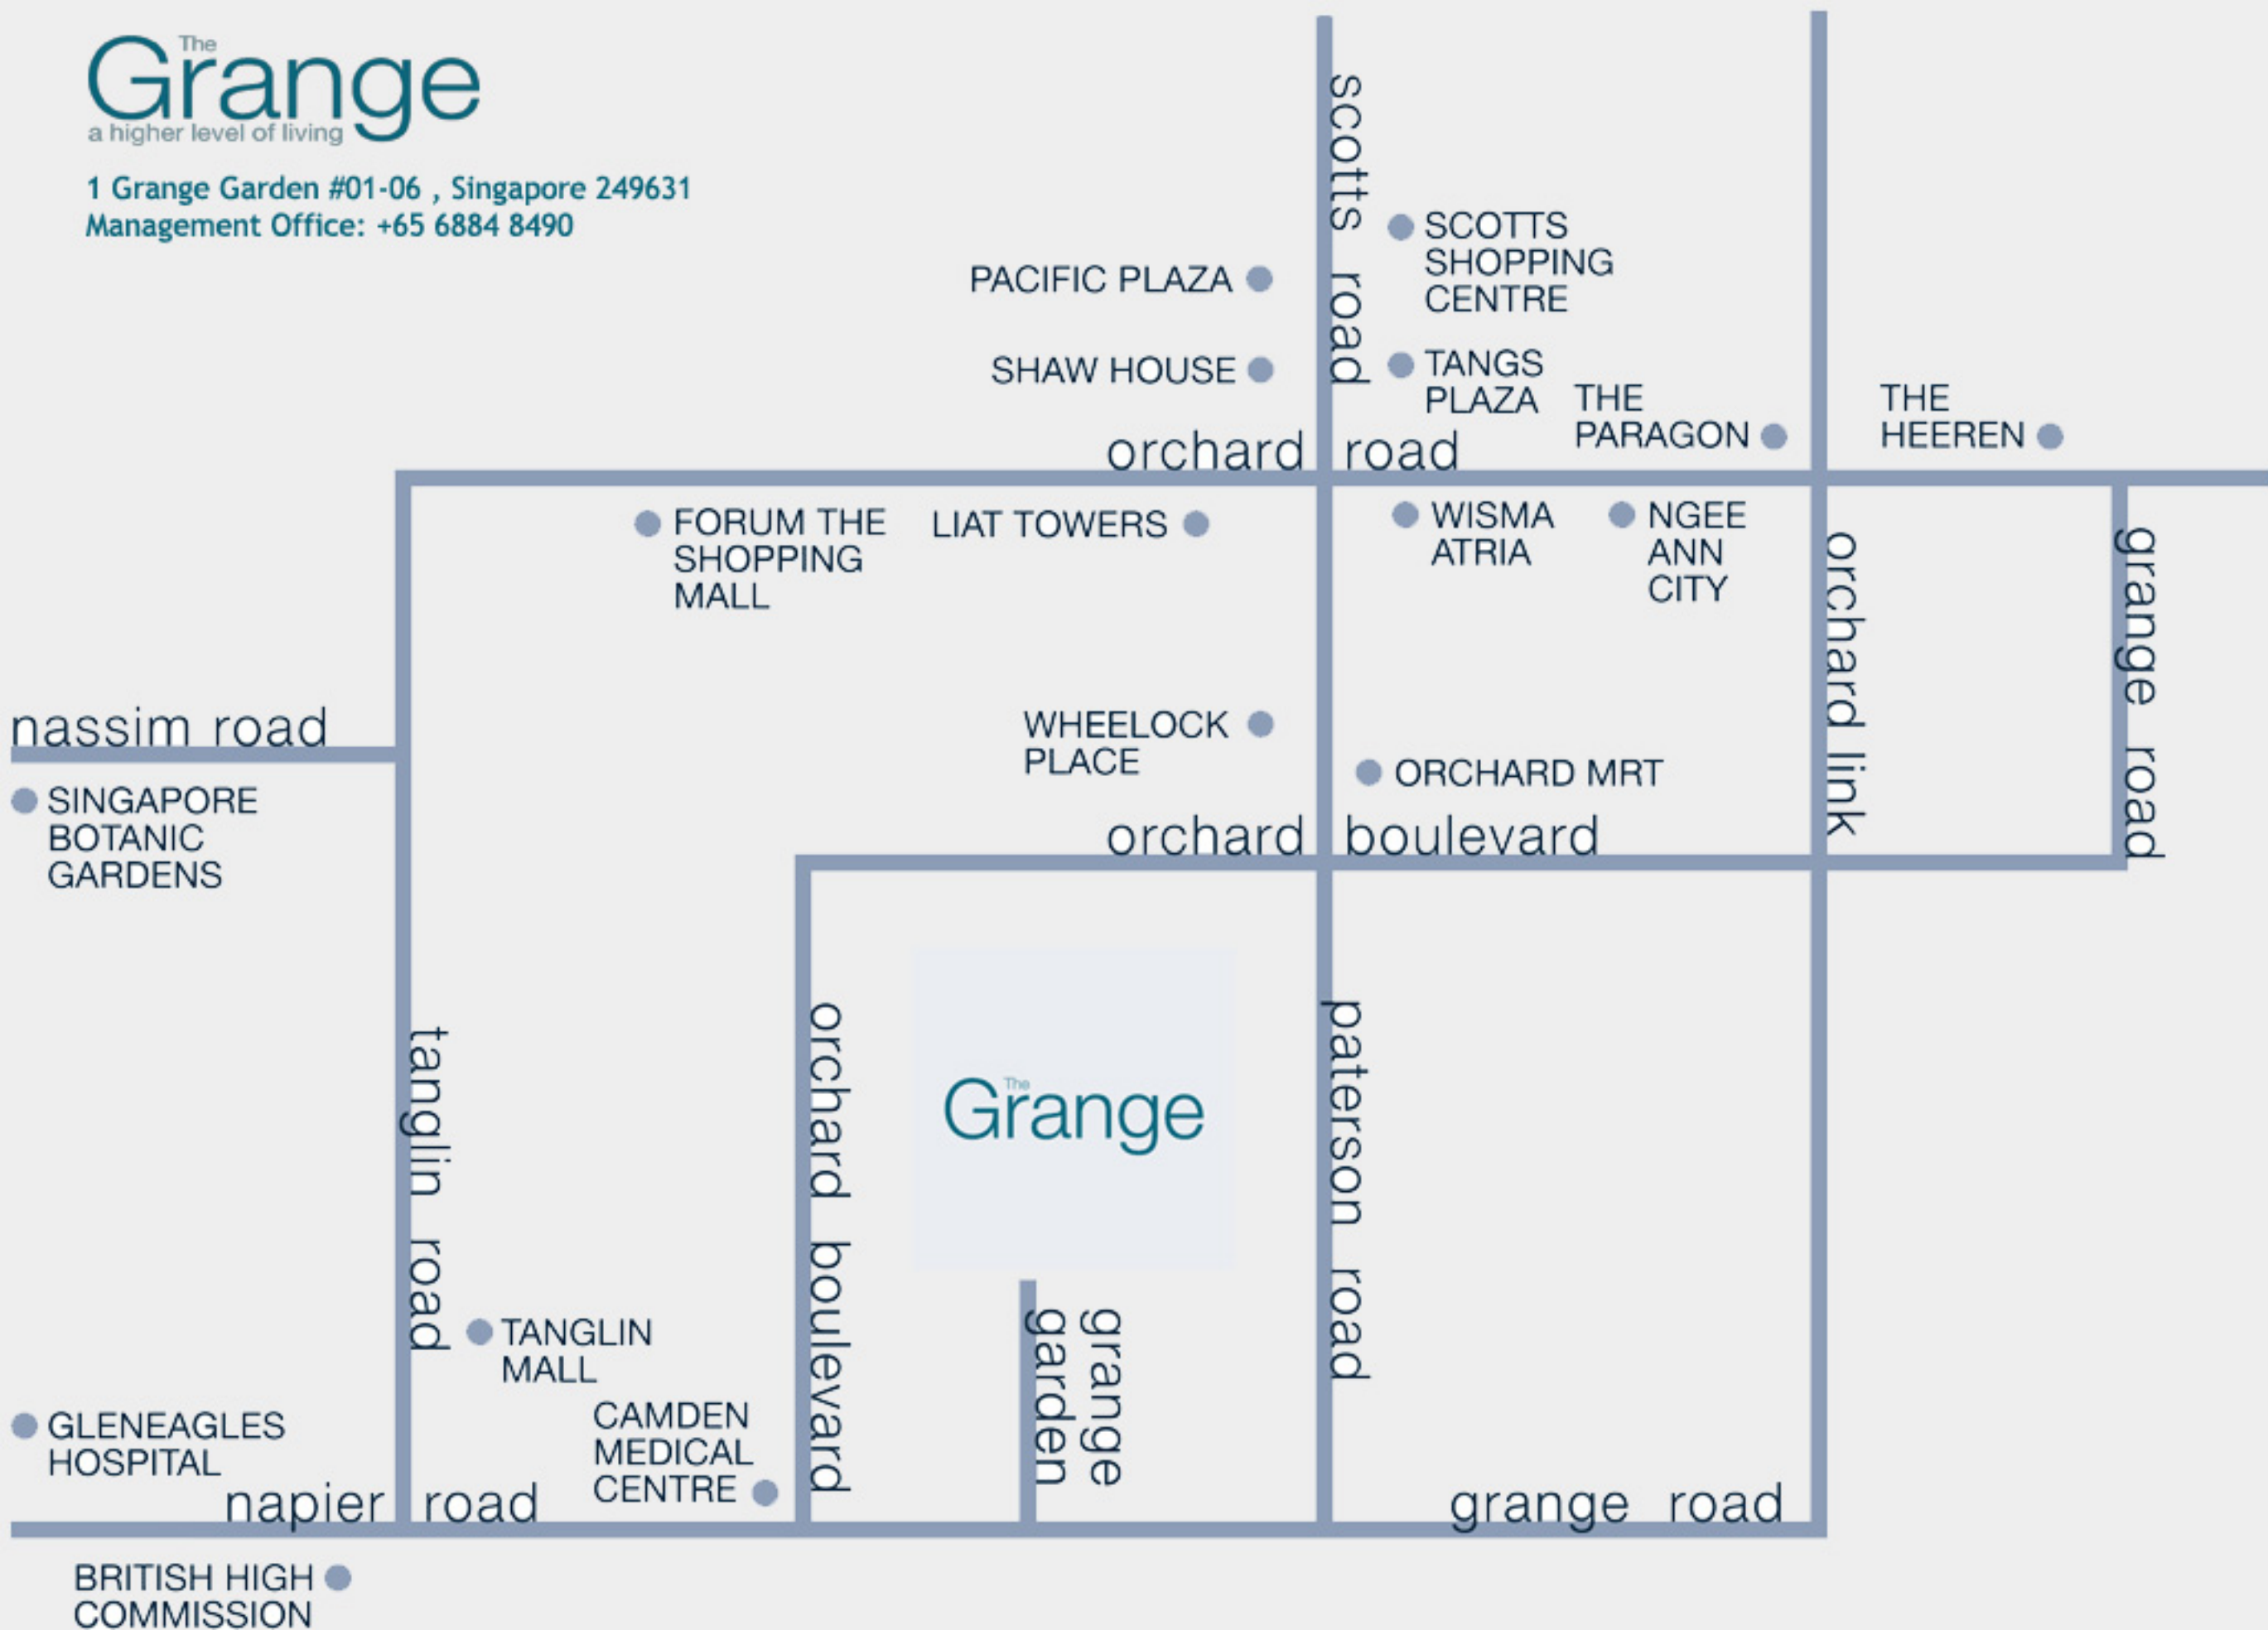 The
Grange
a higher level of living
1 Grange Garden #01-06 , Singapore 249631
Management Office: +65 6884 8490
scotts road
SCOTTS
SHOPPING
CENTRE
PACIFIC PLAZA
SHAW HOUSE
TANGS
PLAZA
THE
PARAGON
THE
HEEREN
orchard road
FORUM THE
SHOPPING
MALL
LIAT TOWERS
WISMA
ATRIA
NGEE
ANN
CITY
orchard link
grange road
nassim road
SINGAPORE
BOTANIC
GARDENS
WHEELOCK
PLACE
ORCHARD MRT
orchard boulevard
tanglin road
orchard boulevard
The
Grange
paterson road
grange
garden
TANGLIN
MALL
GLENEAGLES
HOSPITAL
CAMDEN
MEDICAL
CENTRE
napier road
grange road
BRITISH HIGH
COMMISSION